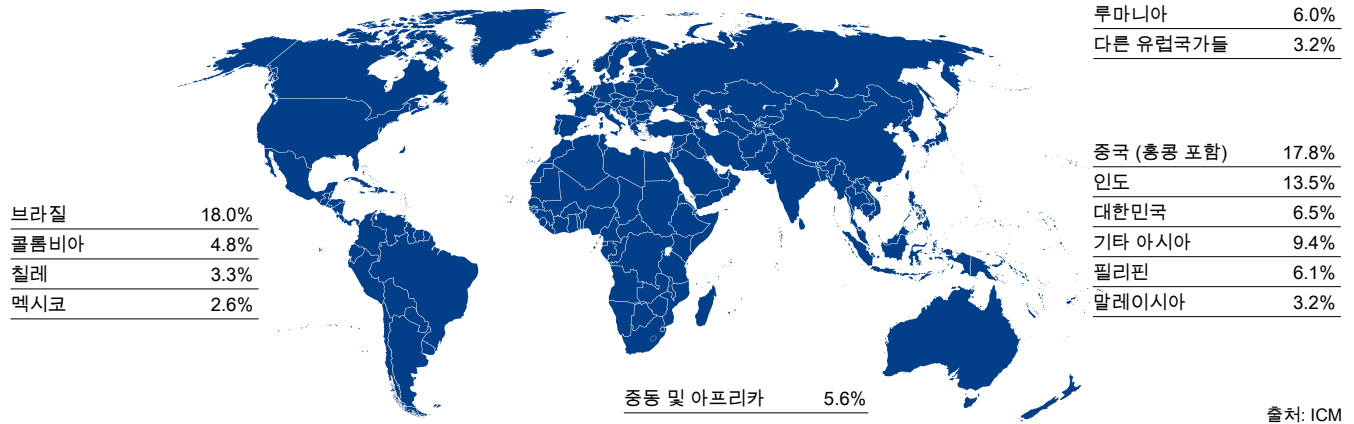 루마니아 6.0%
다른 유럽국가들 3.2%
중국 (홍콩 포함) 17.8%
인도 13.5%
대한민국 6.5%
기타 아시아 9.4%
필리핀 6.1%
말레이시아 3.2%
브라질 18.0%
콜롬비아 4.8%
칠레 3.3%
멕시코 2.6%
중동 및 아프리카 5.6%
출처: ICM